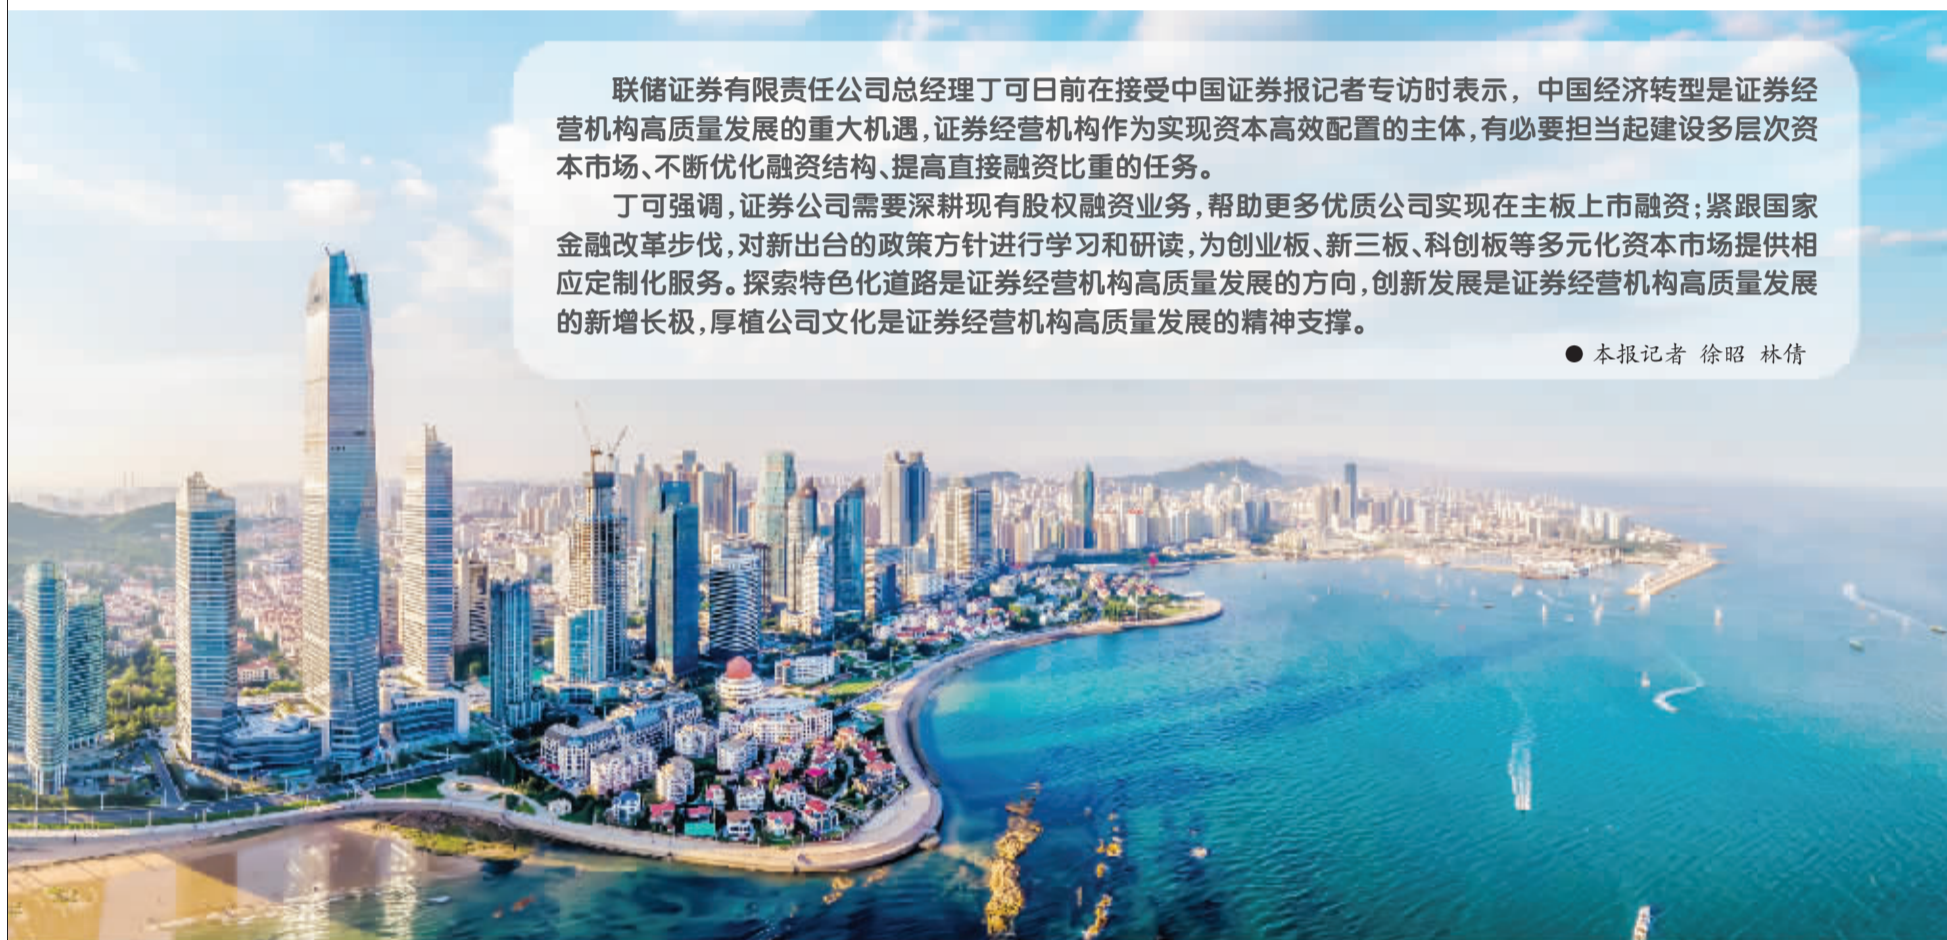 联储证券有限责任公司总经理丁可日前在接受中国证券报记者专访时表示，中国经济转型是证券经
营机构高质量发展的重大机遇，证券经营机构作为实现资本高效配置的主体，有必要担当起建设多层次资
本市场、不断优化融资结构、提高直接融资比重的任务。
丁可强调，证券公司需要深耕现有股权融资业务，帮助更多优质公司实现在主板上市融资；紧跟国家
金融改革步伐，对新出台的政策方针进行学习和研读，为创业板、新三板、科创板等多元化资本市场提供相
应定制化服务。探索特色化道路是证券经营机构高质量发展的方向，创新发展是证券经营机构高质量发展
的新增长极，厚植公司文化是证券经营机构高质量发展的精神支撑。
● 本报记者 徐昭 林倩